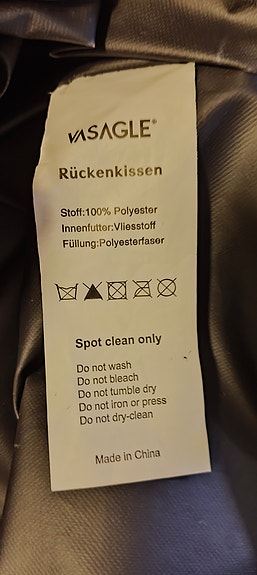 VASAGLE®
Rückenkissen
Stoff:100% Polyester
Innenfutter:Vliesstoff
Füllung:Polyesterfaser
Spot clean only
Do not wash
Do not bleach
Do not tumble dry
Do not iron or press
Do not dry-clean
Made in China